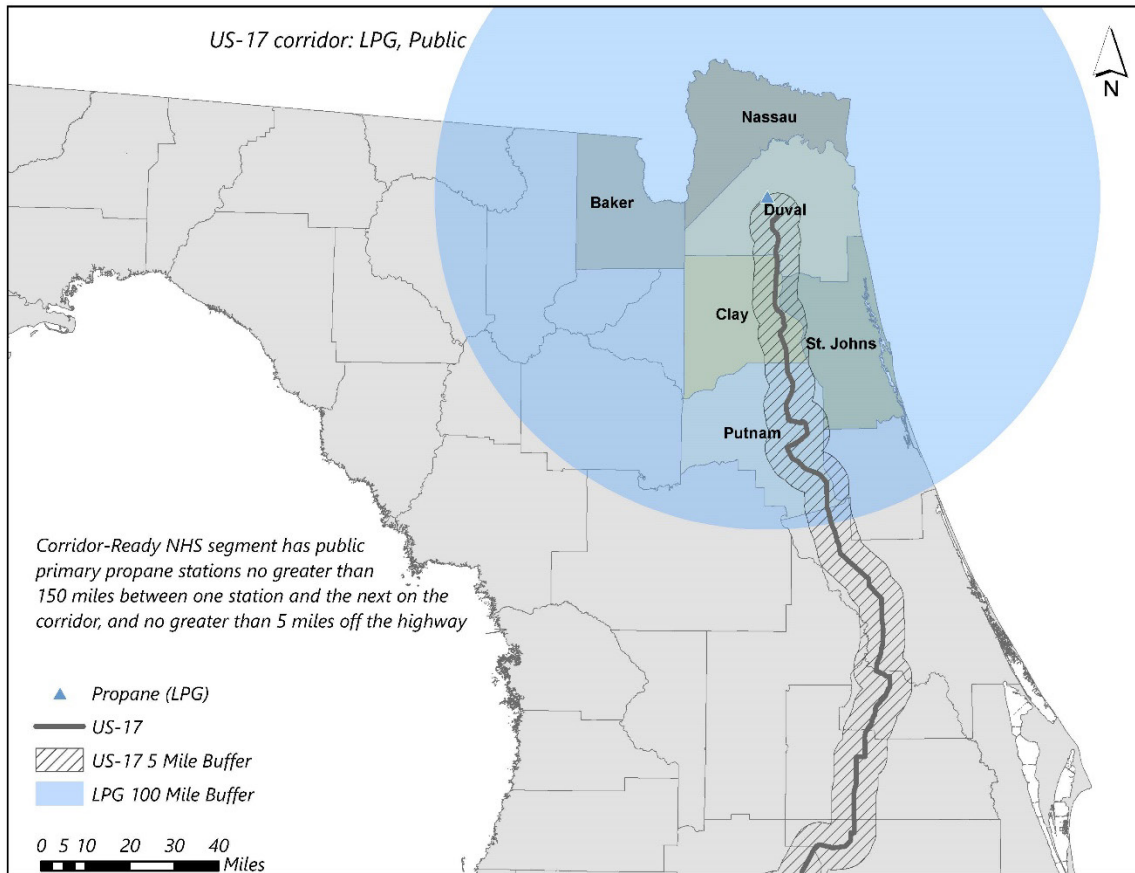 US-17 corridor: LPG, Public
N
Nassau
Baker
Duval
Clay
St. Johns
Putnam
Corridor-Ready NHS segment has public
primary propane stations no greater than
150 miles between one station and the next on the
corridor, and no greater than 5 miles off the highway
Propane (LPG)
US-17
US-17 5 Mile Buffer
LPG 100 Mile Buffer
0 5 10 20 30 40
Miles